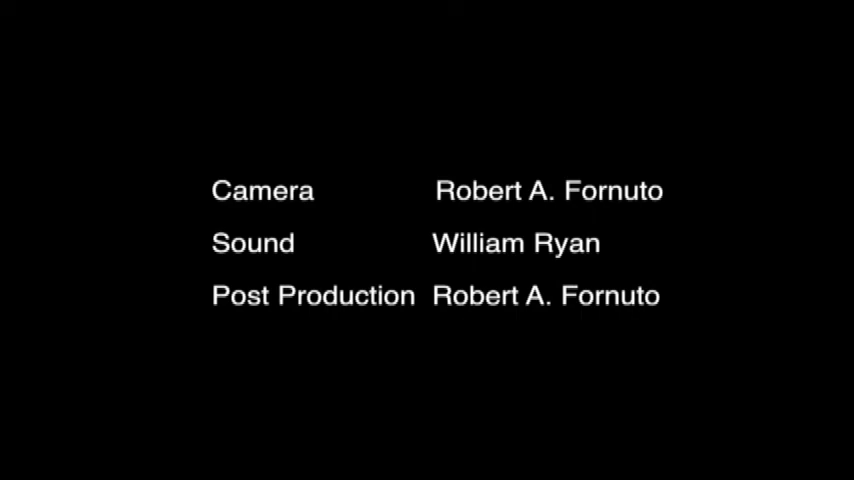 Camera Robert A. Fornuto
Sound William Ryan
Post Production Robert A. Fornuto